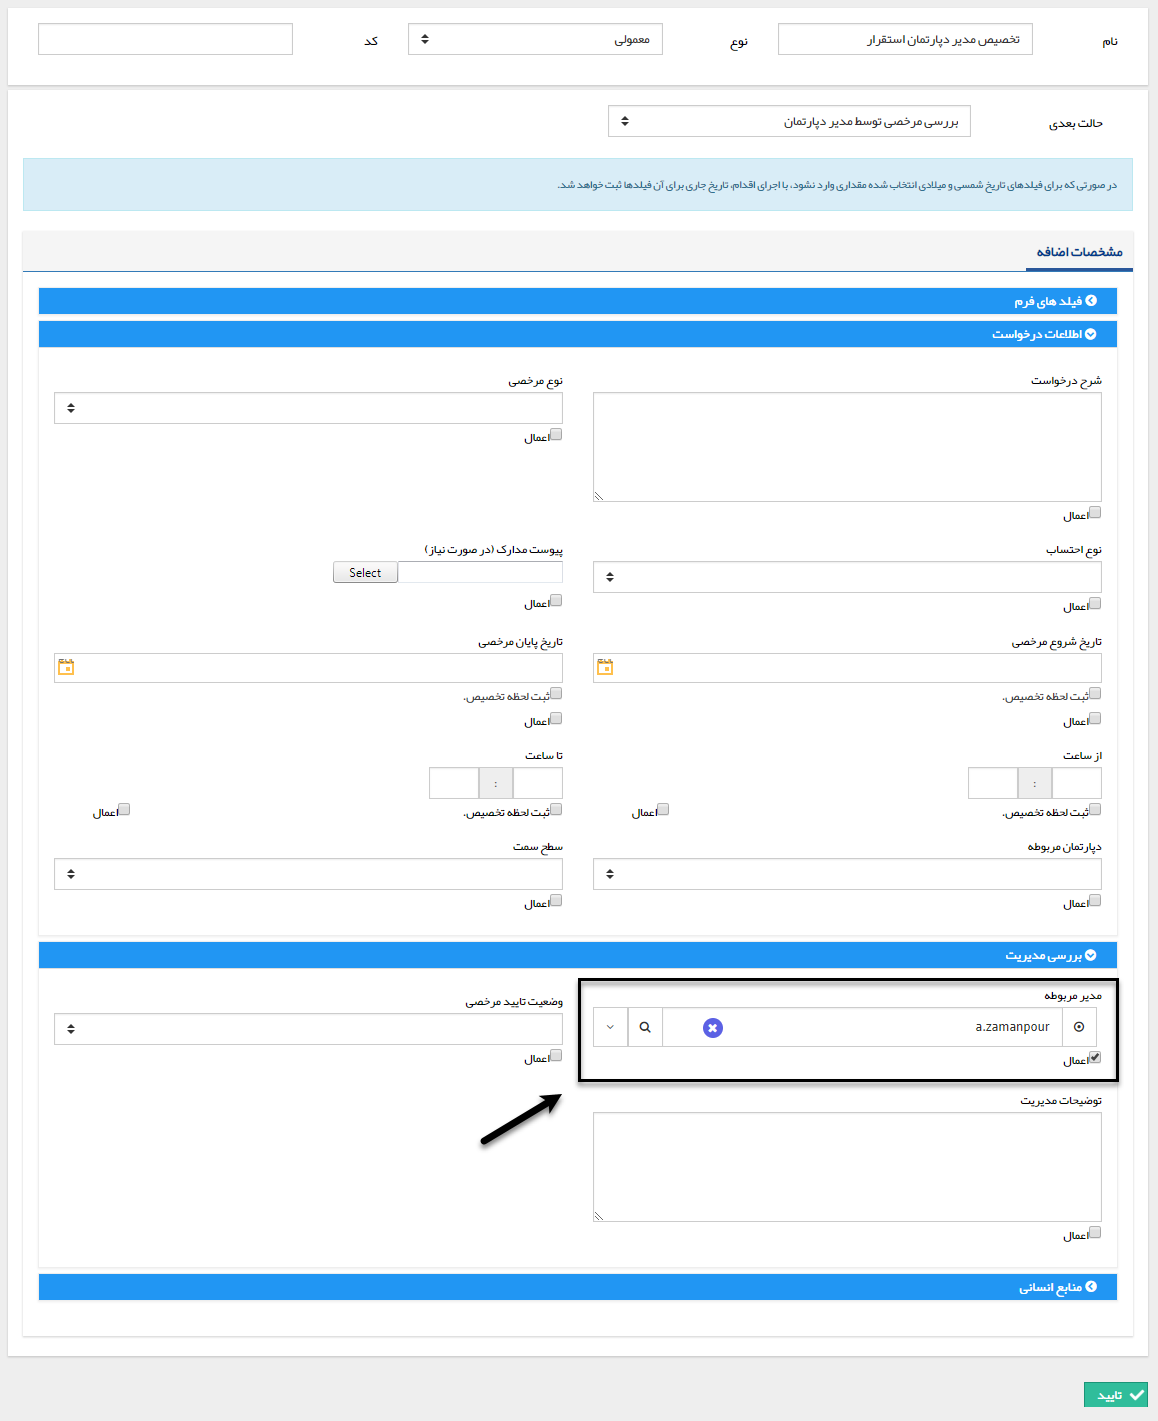 نام
تخصیص مدیر دپارتمان استقرار
نوع
معمولی
کد
حالت بعدی
بررسی مرخصی توسط مدیر دپارتمان
در صورتی که برای فیلدهای تاریخ شمسی و میلادی انتخاب شده مقداری وارد نشود، با اجرای اقدام، تاریخ جاری برای آن فیلدها ثبت خواهد شد.
مشخصات اضافه
فیلد های فرم
اطلاعات درخواست
شرح درخواست
نوع مرخصی
اعمال
اعمال
نوع احتساب
پیوست مدارک (در صورت نیاز)
Select
اعمال
اعمال
تاریخ شروع مرخصی
تاریخ پایان مرخصی
ثبت لحظه تخصیص.
ثبت لحظه تخصیص.
اعمال
اعمال
از ساعت
تا ساعت
:
:
ثبت لحظه تخصیص.
اعمال
ثبت لحظه تخصیص.
اعمال
دپارتمان مربوطه
سطح سمت
اعمال
اعمال
بررسی مدیریت
مدیر مربوطه
وضعیت تایید مرخصی
a.zamanpour
اعمال
اعمال
توضیحات مدیریت
اعمال
منابع انسانی
تایید